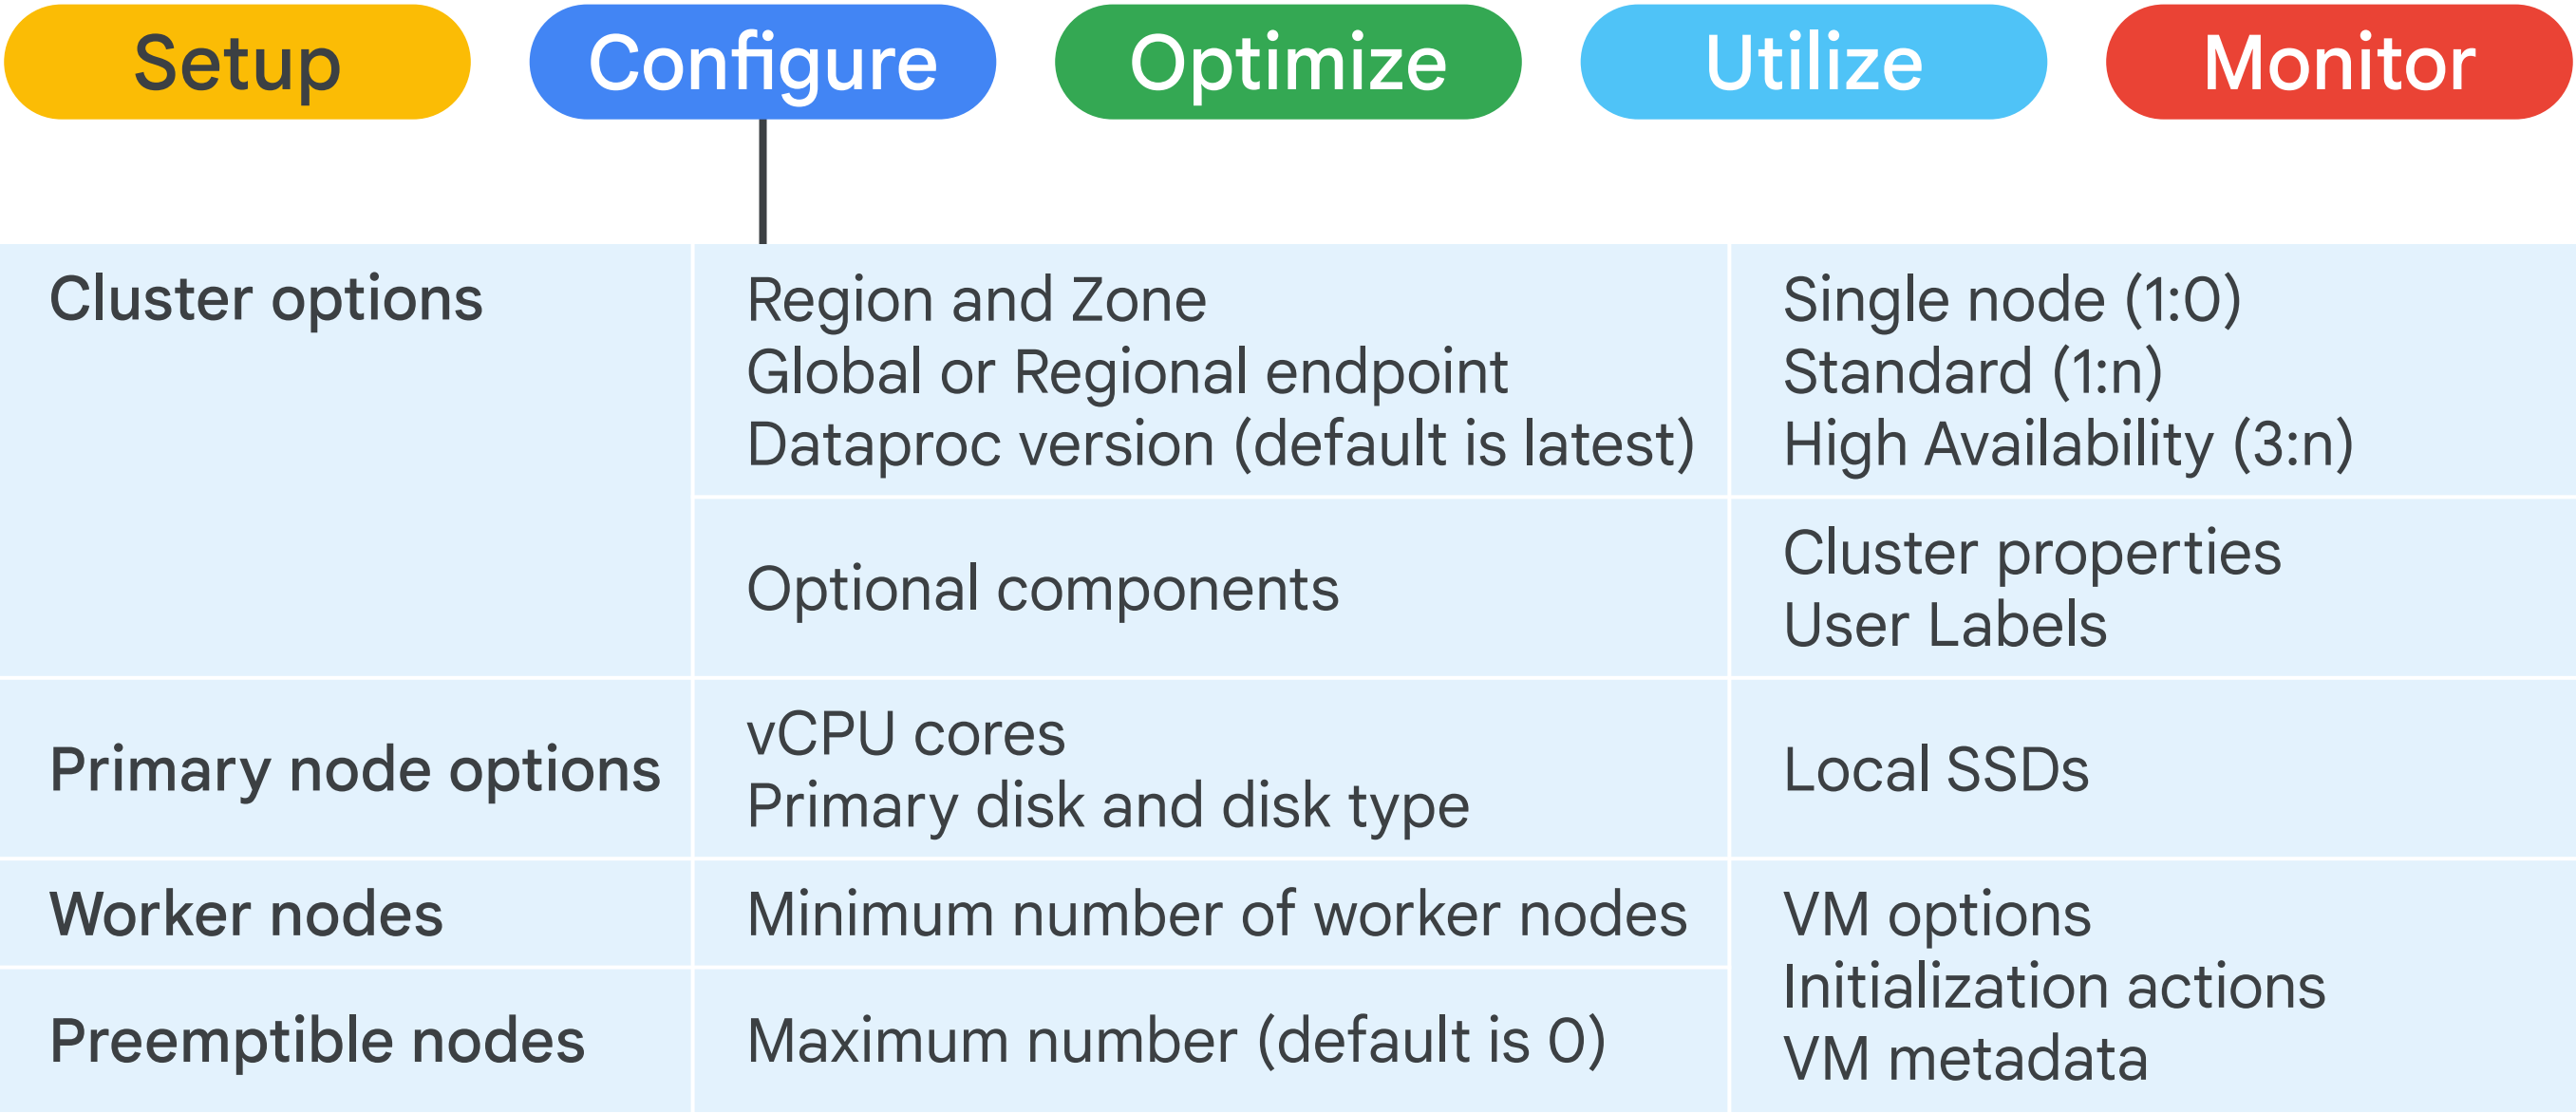 Setup
Configure
Optimize
Utilize
Monitor
Cluster options
Region and Zone
Global or Regional endpoint
Dataproc version (default is latest)
Single node (1:0)
Standard (1:n)
High Availability (3:n)
Optional components
Cluster properties
User Labels
Primary node options
vCPU cores
Primary disk and disk type
Local SSDs
Worker nodes
Minimum number of worker nodes
VM options
Initialization actions
VM metadata
Preemptible nodes
Maximum number (default is 0)